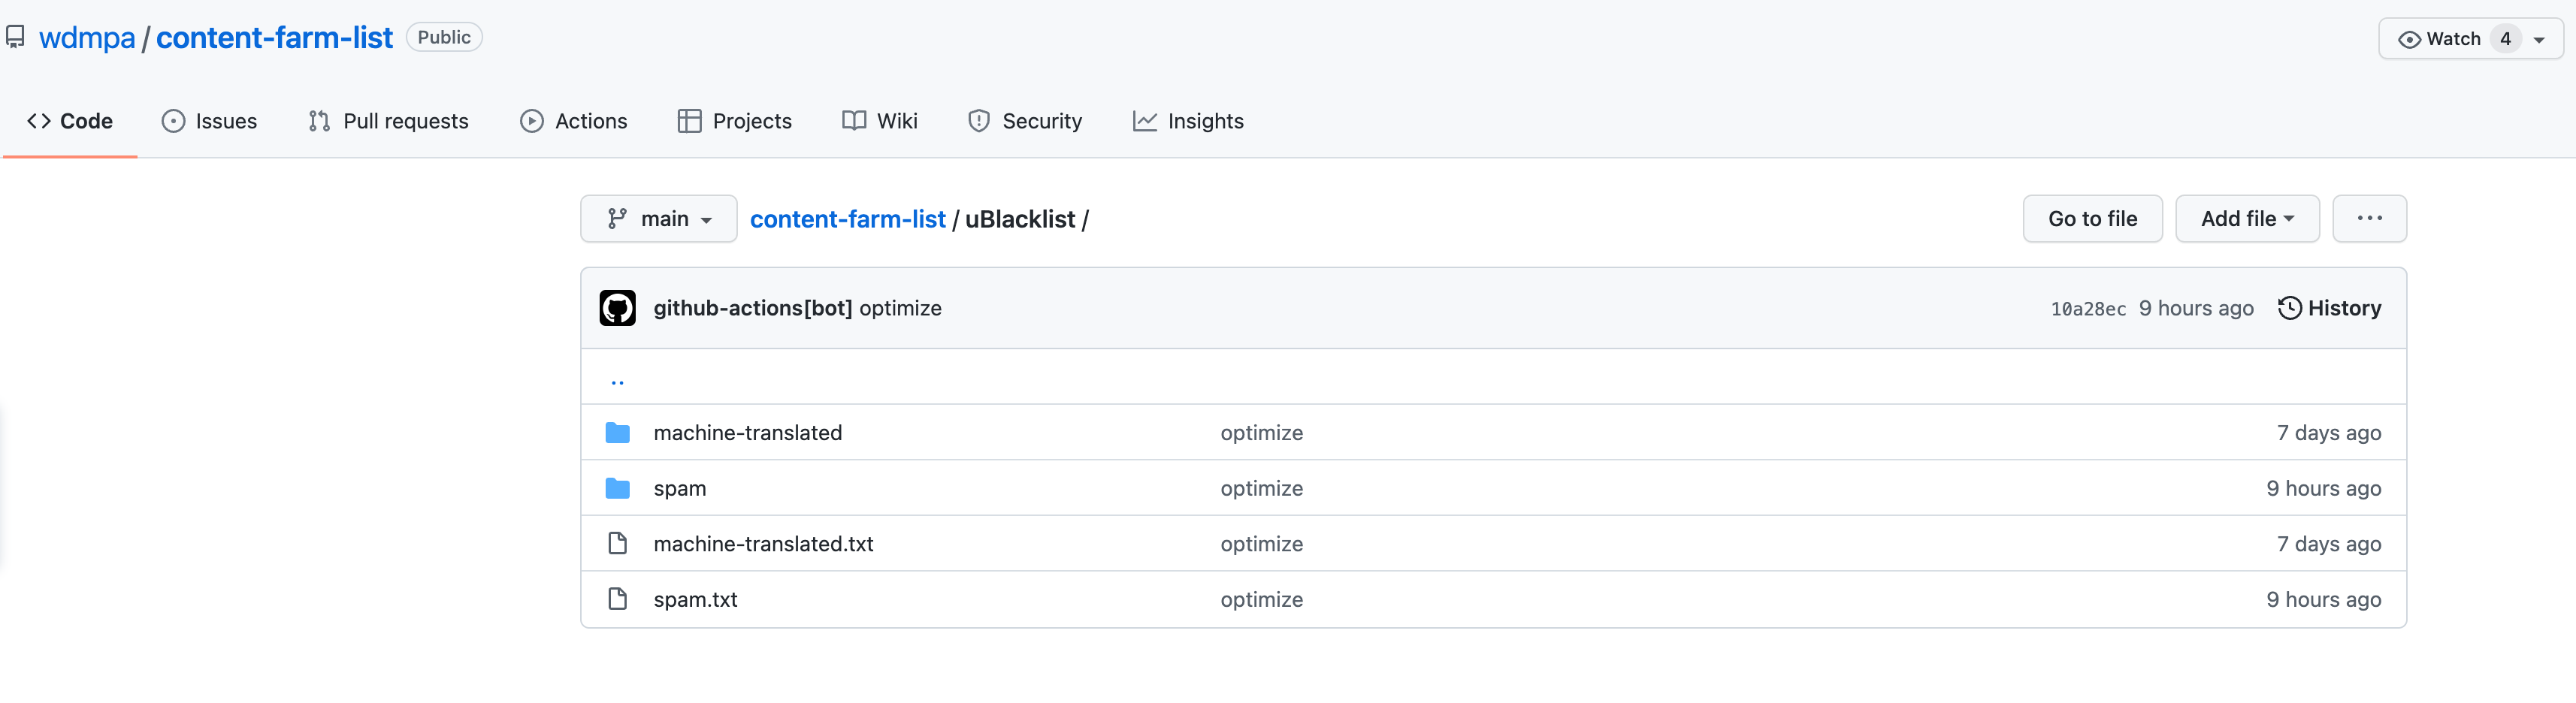 wdmpa / content-farm-list Public
Watch 4
Code Issues Pull requests Actions Projects Wiki Security Insights
main content-farm-list / uBlacklist /
Go to file Add file ...
github-actions[bot] optimize 10a28ec 9 hours ago History
..
machine-translated optimize 7 days ago
spam optimize 9 hours ago
machine-translated.txt optimize 7 days ago
spam.txt optimize 9 hours ago